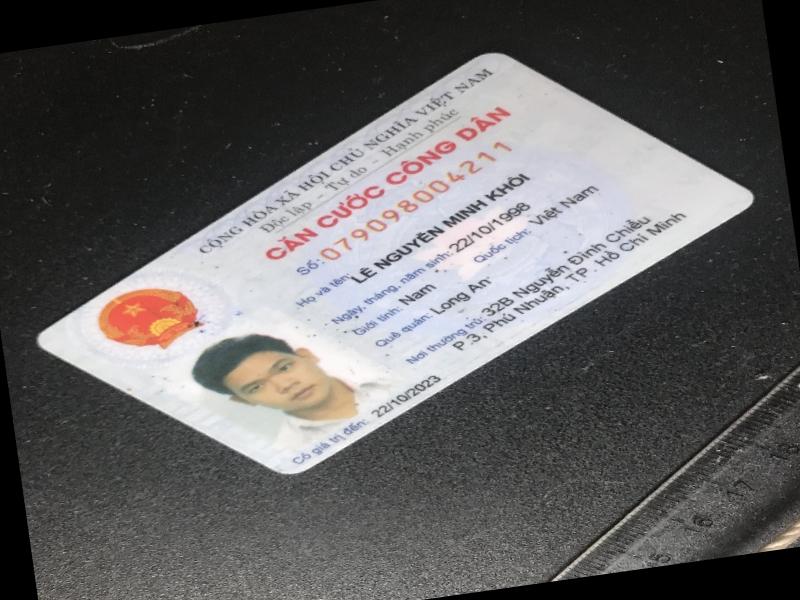 CỘNG HÒA XÃ HỘI CHỦ NGHĨA VIỆT NAM
Độc lập - Tự do - Hạnh phúc
CĂN CƯỚC CÔNG DÂN
Số: 079098004211
Họ và tên: LÊ NGUYỄN MINH KHÔI
Ngày, tháng, năm sinh: 22/10/1998
Giới tính: Nam Quốc tịch: Việt Nam
Quê quán: Long An
Nơi thường trú: 32B Nguyễn Đình Chiểu
P.3, Phú Nhuận, TP. Hồ Chí Minh
Có giá trị đến: 22/10/2023
15 16 17 18